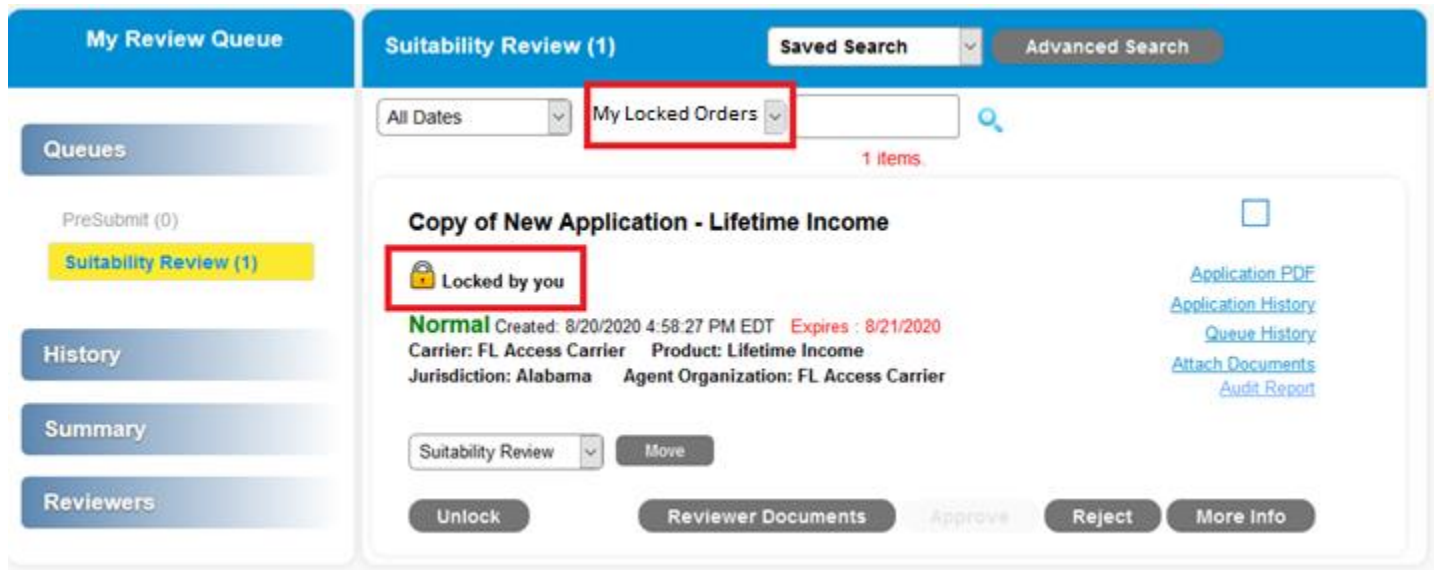 My Review Queue
Suitability Review (1)
Saved Search
Advanced Search
Queues
PreSubmit (0)
Suitability Review (1)
History
Summary
Reviewers
All Dates
My Locked Orders
1 items.
Copy of New Application - Lifetime Income
Locked by you
Normal Created: 8/20/2020 4:58:27 PM EDT Expires : 8/21/2020
Carrier: FL Access Carrier Product: Lifetime Income
Jurisdiction: Alabama Agent Organization: FL Access Carrier
Application PDF
Application History
Queue History
Attach Documents
Audit Report
Suitability Review
Move
Unlock
Reviewer Documents
Approve
Reject
More Info